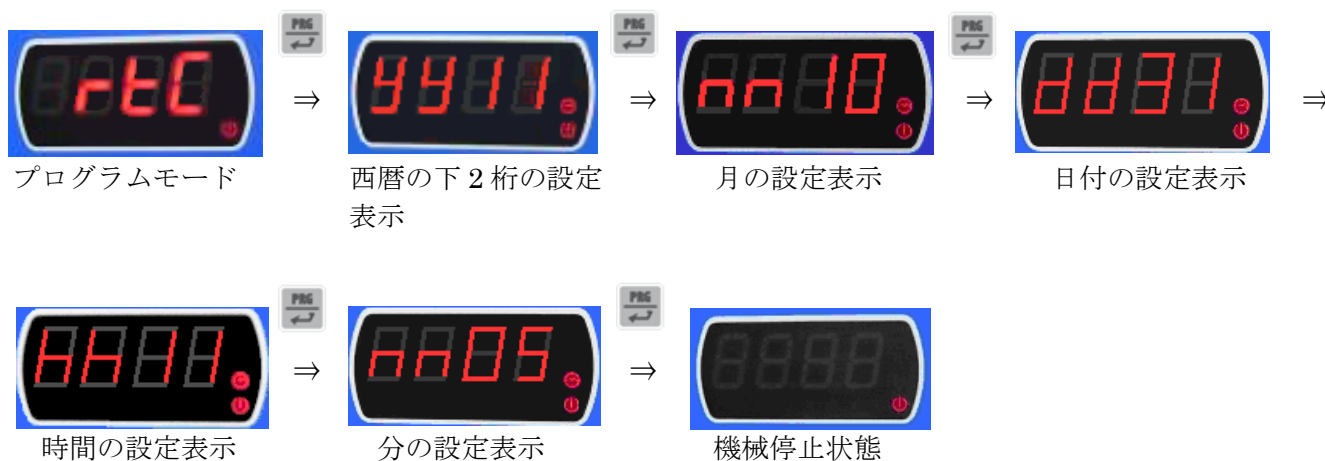 PRG PRG PRG
rtC ⇒ yy11 ⇒ nn10 ⇒ dd31 ⇒
プログラムモード 西暦の下 2 桁の設定 月の設定表示 日付の設定表示
表示
PRG PRG
hh11 ⇒ nn05 ⇒
時間の設定表示 分の設定表示 機械停止状態